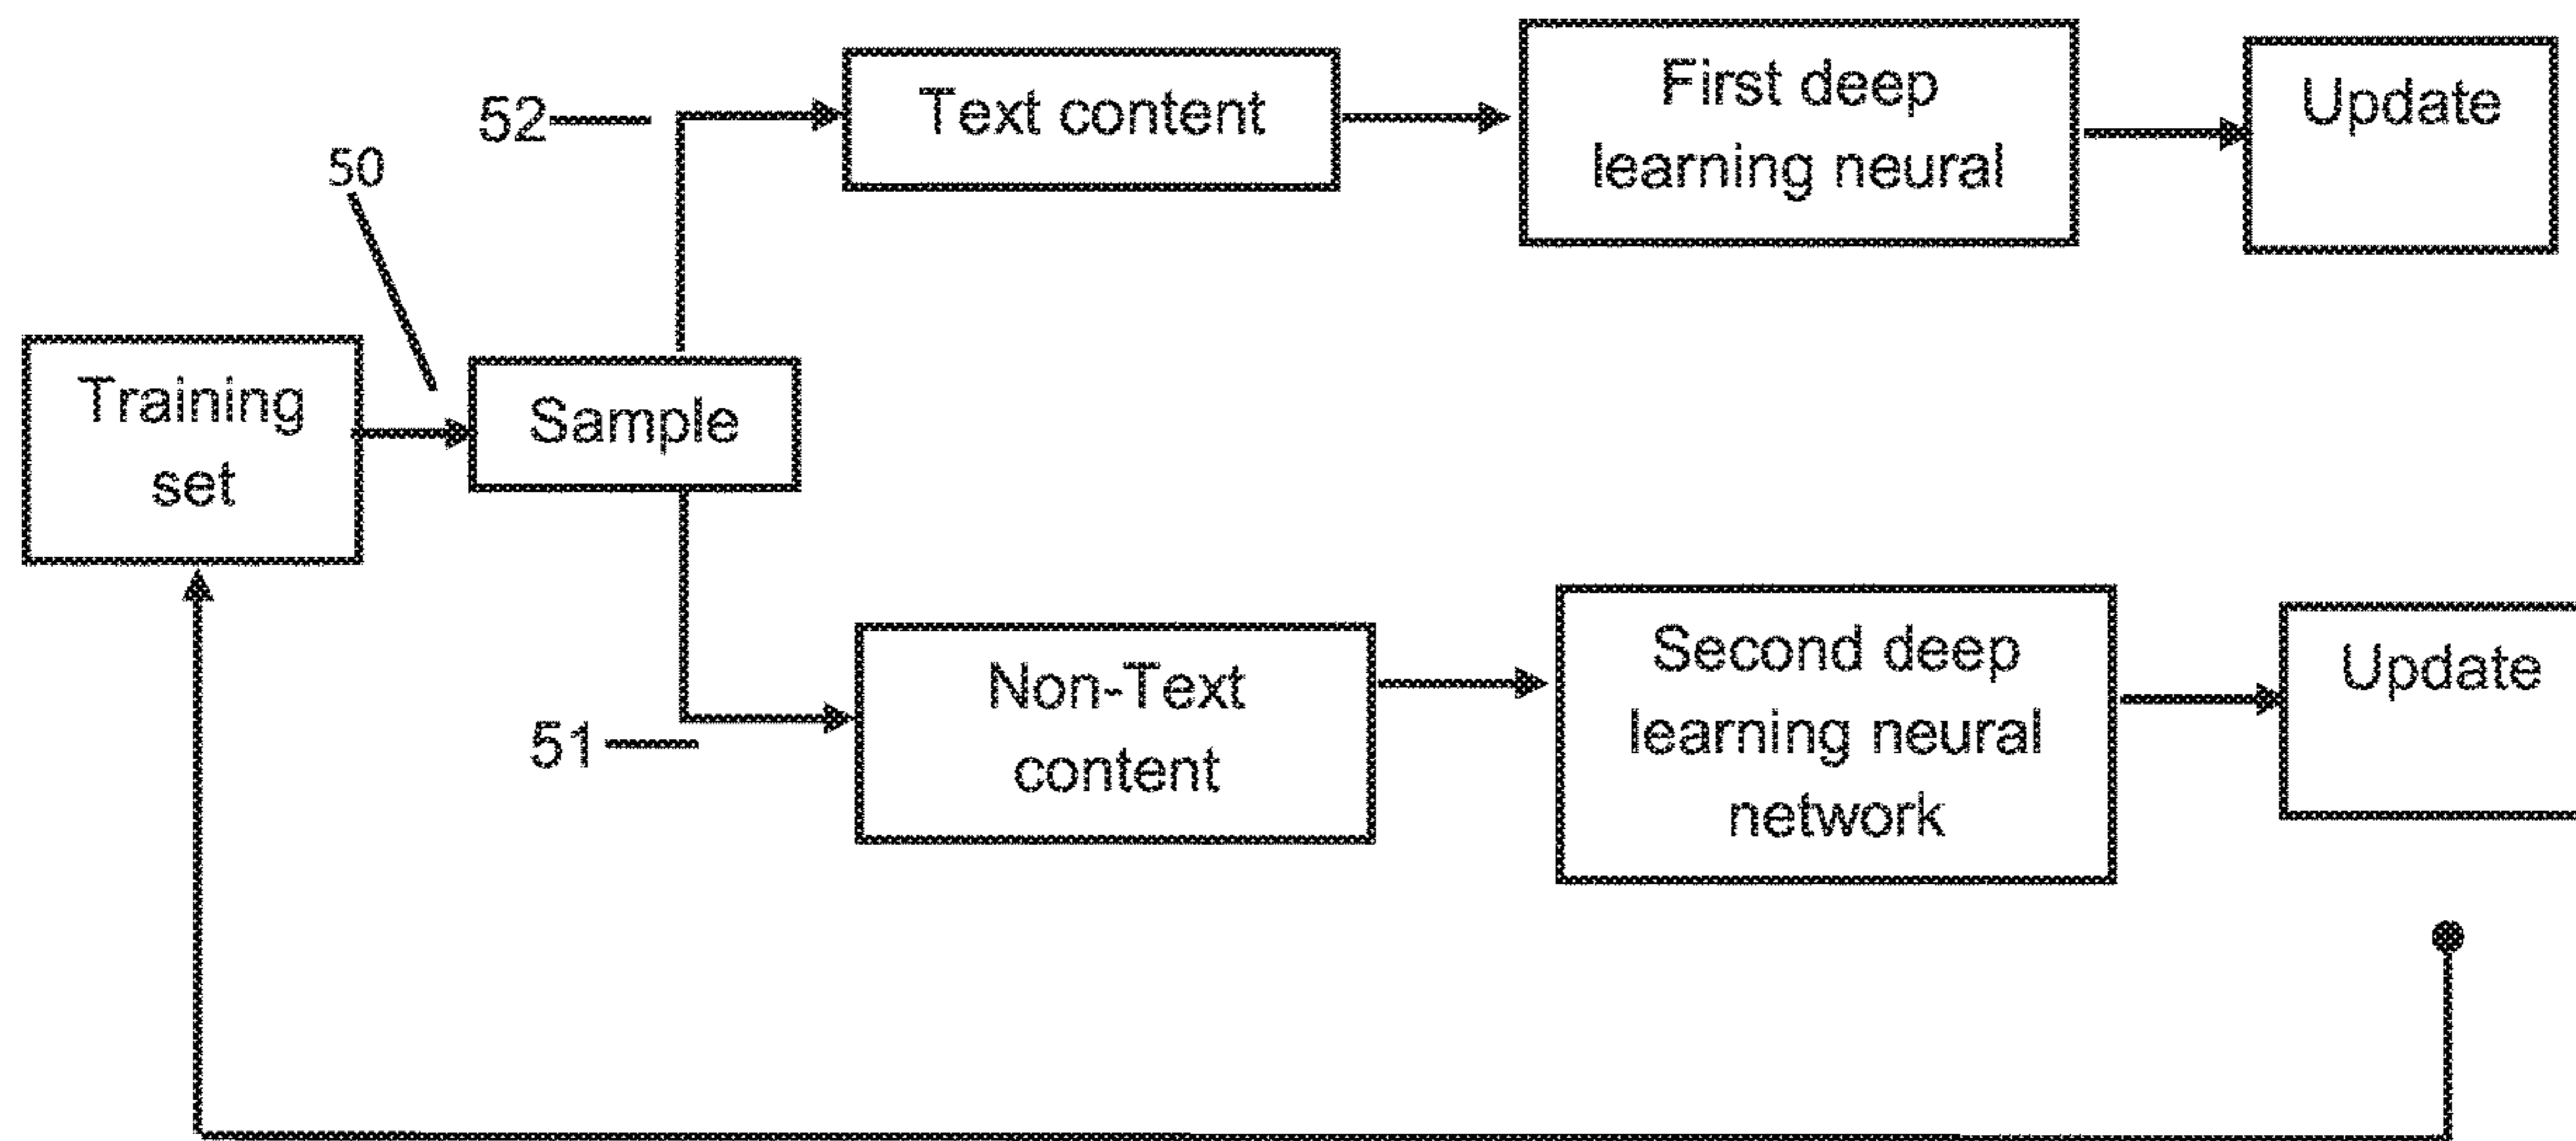 52
Text content
First deep
learning neural
Update
50
Training
set
Sample
51
Non-Text
content
Second deep
learning neural
network
Update